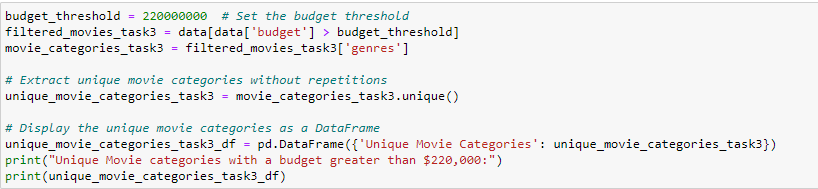 budget_threshold = 220000000  # Set the budget threshold
filtered_movies_task3 = data[data['budget'] > budget_threshold]
movie_categories_task3 = filtered_movies_task3['genres']
# Extract unique movie categories without repetitions
unique_movie_categories_task3 = movie_categories_task3.unique()
# Display the unique movie categories as a DataFrame
unique_movie_categories_task3_df = pd.DataFrame({'Unique Movie Categories': unique_movie_categories_task3})
print("Unique Movie categories with a budget greater than $220,000:")
print(unique_movie_categories_task3_df)